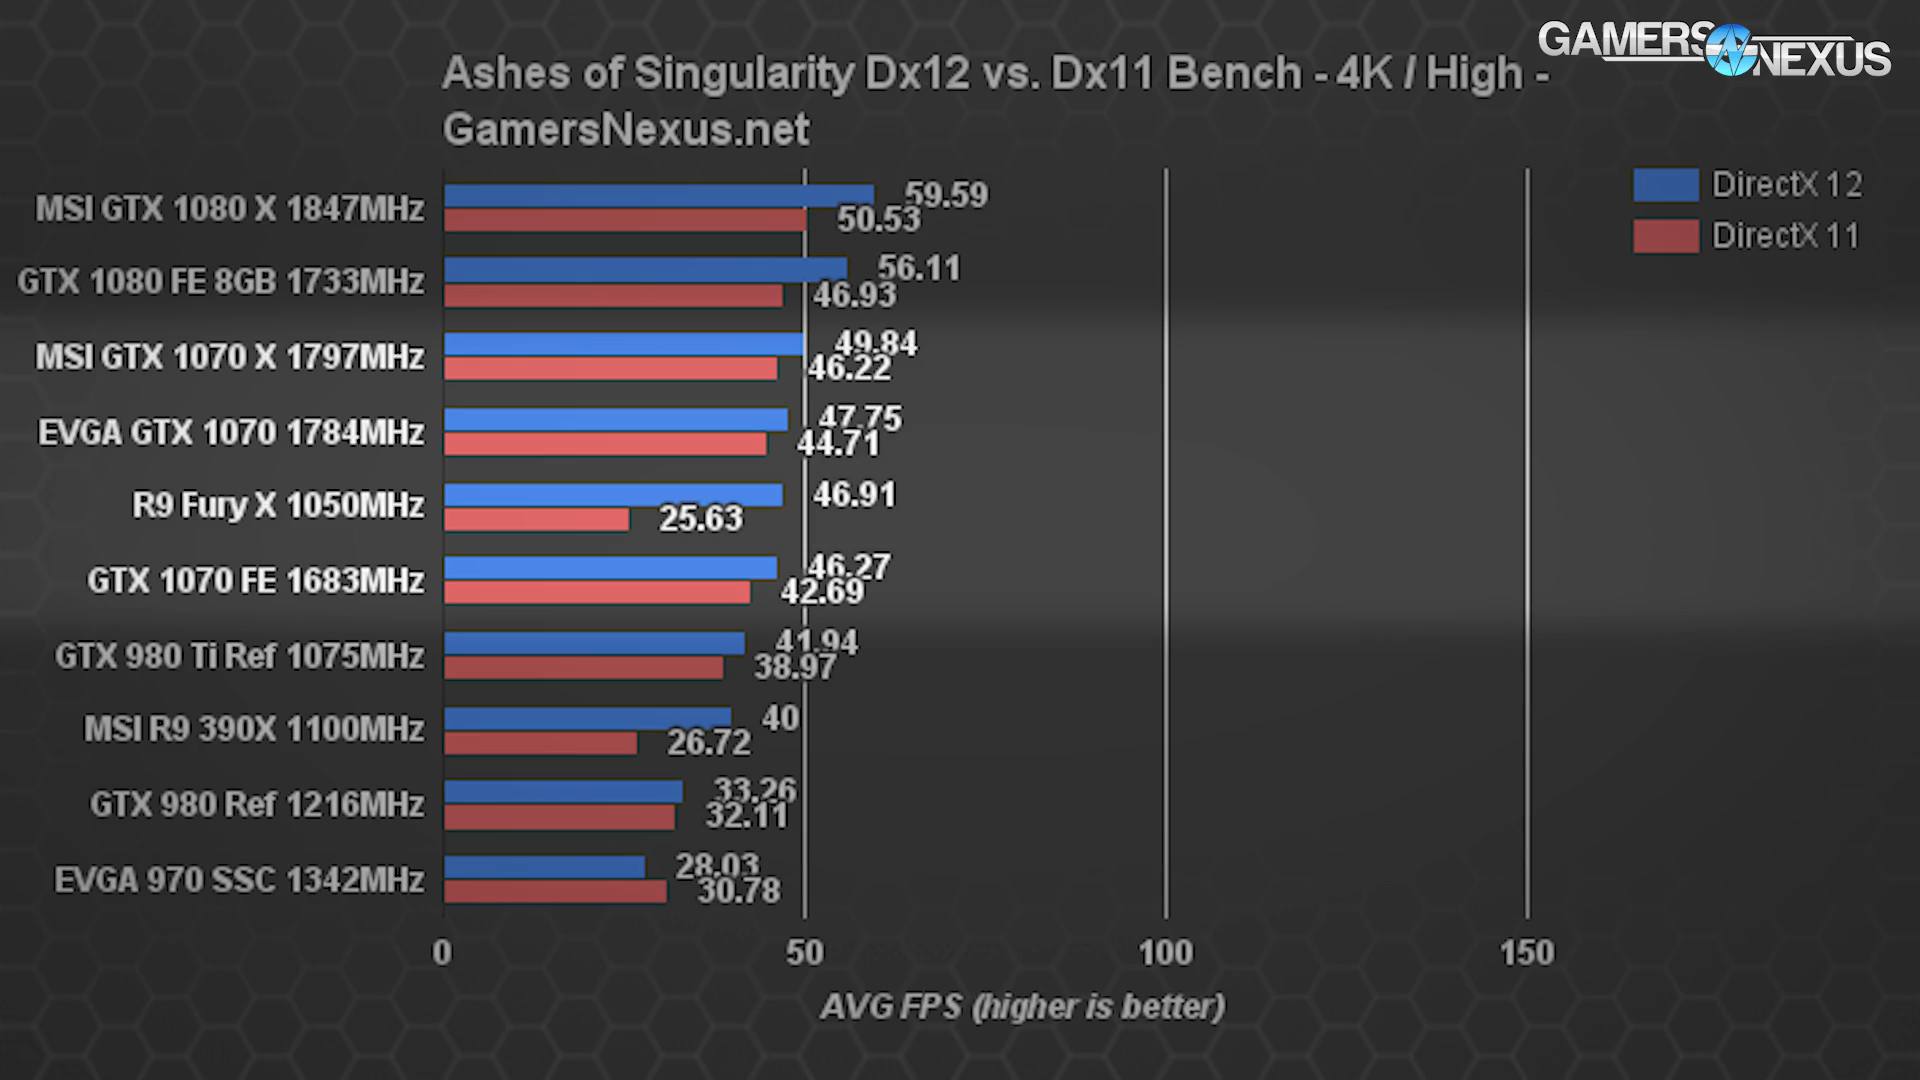 GAMERS NEXUS
Ashes of Singularity Dx12 vs. Dx11 Bench - 4K / High -
GamersNexus.net
DirectX 12
DirectX 11
MSI GTX 1080 X 1847MHz
59.59
50.53
GTX 1080 FE 8GB 1733MHz
56.11
46.93
MSI GTX 1070 X 1797MHz
49.84
46.22
EVGA GTX 1070 1784MHz
47.75
44.71
R9 Fury X 1050MHz
46.91
25.63
GTX 1070 FE 1683MHz
46.27
42.69
GTX 980 Ti Ref 1075MHz
41.94
38.97
MSI R9 390X 1100MHz
40
26.72
GTX 980 Ref 1216MHz
33.26
32.11
EVGA 970 SSC 1342MHz
28.03
30.78
0 50 100 150
AVG FPS (higher is better)